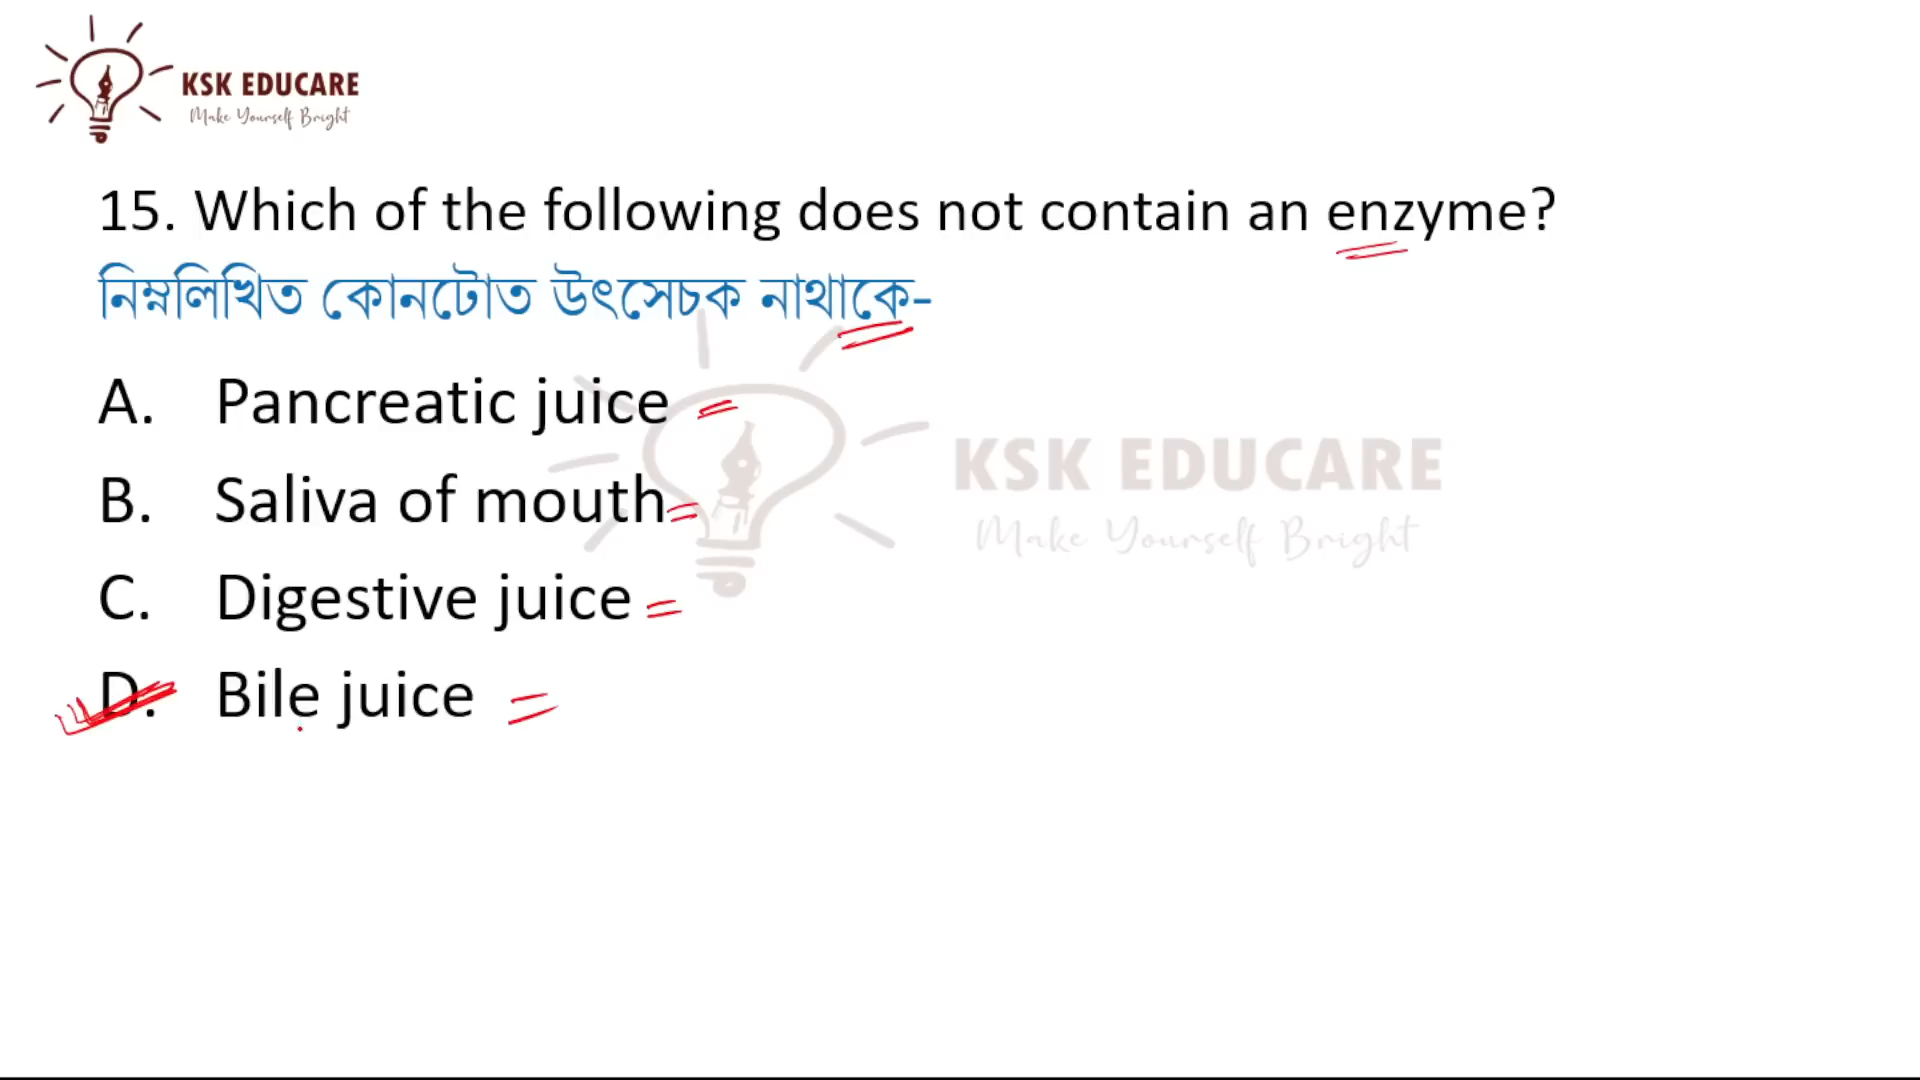 KSK EDUCARE
Make Yourself Bright
15. Which of the following does not contain an enzyme?
নিম্নলিখিত কোনটোত উৎসেচক নাথাকে-
A. Pancreatic juice
B. Saliva of mouth
C. Digestive juice
D. Bile juice
KSK EDUCARE
Make Yourself Bright